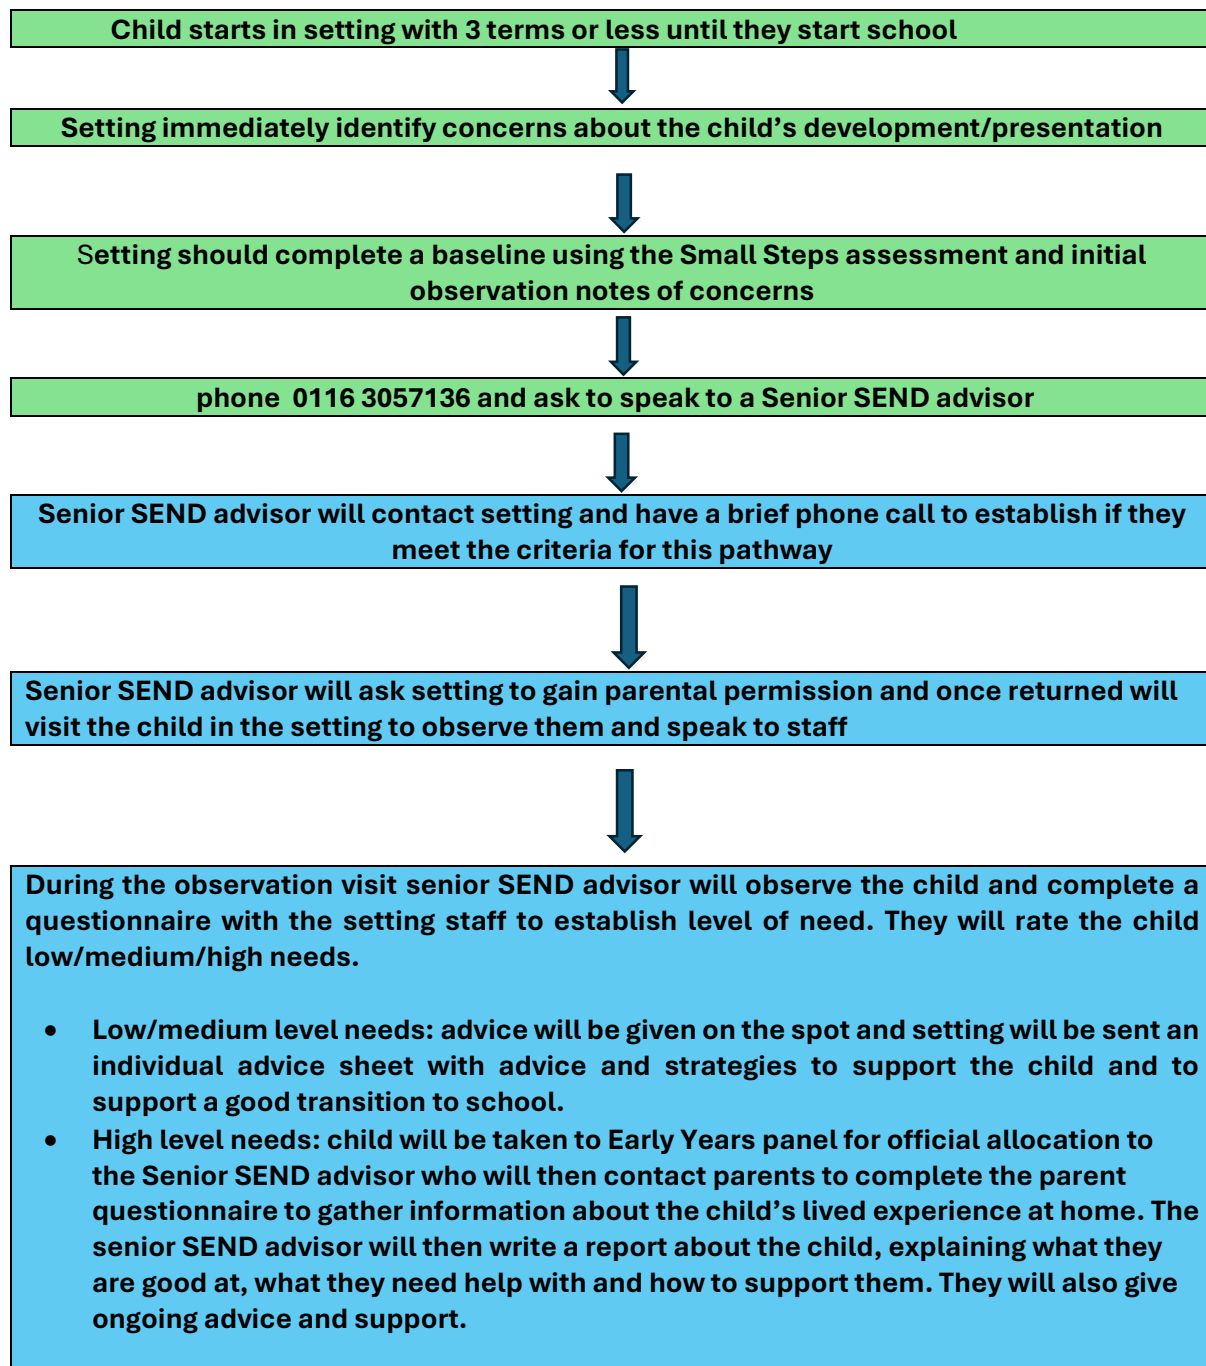 Child starts in setting with 3 terms or less until they start school
Setting immediately identify concerns about the child’s development/presentation
Setting should complete a baseline using the Small Steps assessment and initial
observation notes of concerns
phone 0116 3057136 and ask to speak to a Senior SEND advisor
Senior SEND advisor will contact setting and have a brief phone call to establish if they
meet the criteria for this pathway
Senior SEND advisor will ask setting to gain parental permission and once returned will
visit the child in the setting to observe them and speak to staff
During the observation visit senior SEND advisor will observe the child and complete a
questionnaire with the setting staff to establish level of need. They will rate the child
low/medium/high needs.
• Low/medium level needs: advice will be given on the spot and setting will be sent an
individual advice sheet with advice and strategies to support the child and to
support a good transition to school.
• High level needs: child will be taken to Early Years panel for official allocation to
the Senior SEND advisor who will then contact parents to complete the parent
questionnaire to gather information about the child’s lived experience at home. The
senior SEND advisor will then write a report about the child, explaining what they
are good at, what they need help with and how to support them. They will also give
ongoing advice and support.